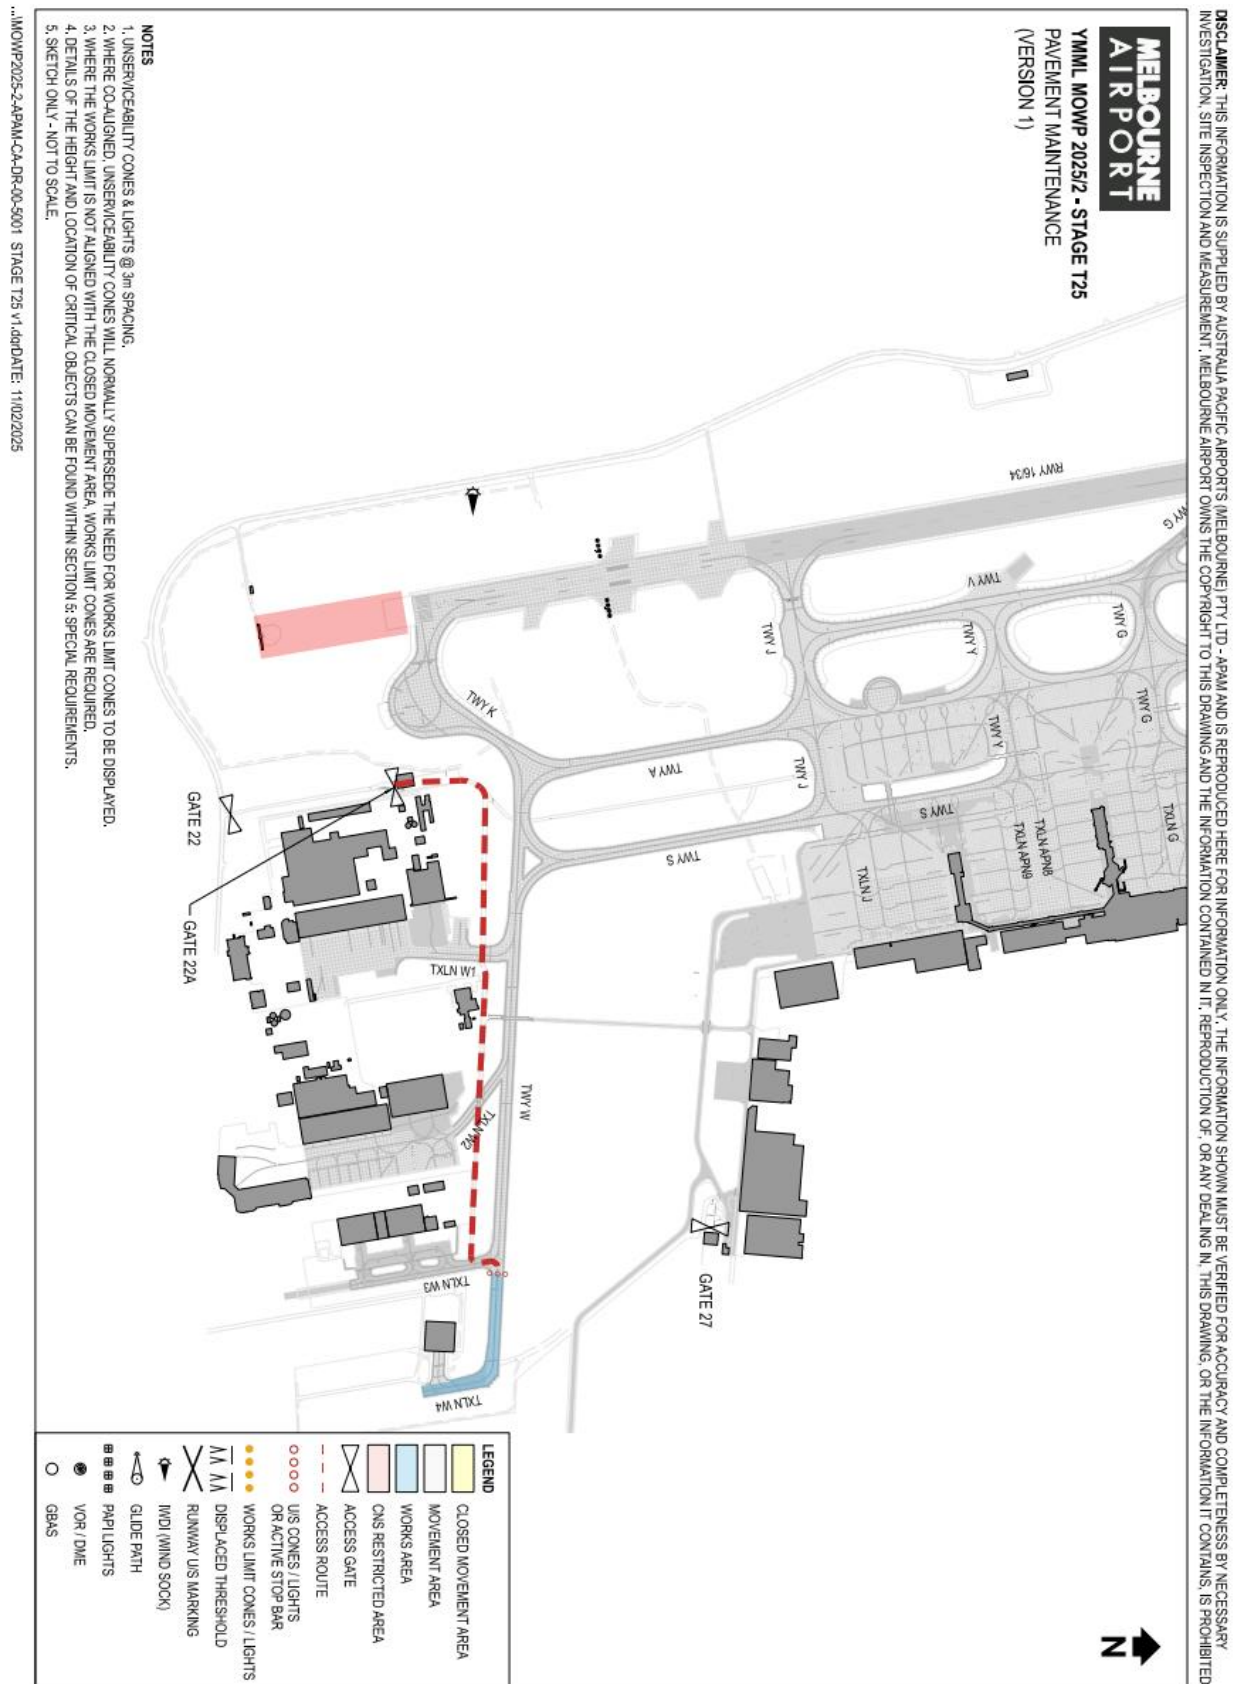 DISCLAIMER: THIS INFORMATION IS SUPPLIED BY AUSTRALIA PACIFIC AIRPORTS (MELBOURNE) PTY LTD - APAM AND IS REPRODUCED HERE FOR INFORMATION ONLY. THE INFORMATION SHOWN MUST BE VERIFIED FOR ACCURACY AND COMPLETENESS BY NECESSARY
INVESTIGATION, SITE INSPECTION AND MEASUREMENT. MELBOURNE AIRPORT OWNS THE COPYRIGHT TO THIS DRAWING AND THE INFORMATION CONTAINED IN IT. REPRODUCTION OF, OR ANY DEALING IN, THIS DRAWING, OR THE INFORMATION IT CONTAINS, IS PROHIBITED
MELBOURNE
AIRPORT
YMML MOWP 2025/2 - STAGE T25
PAVEMENT MAINTENANCE
(VERSION 1)
RWY 16/34
WY G
TWY V
TWY G
TWY Y
TWY J
TWY G
TWY Y
TWY K
TWY A
TWY J
TXLN G
TWY S
TXLN APN8
TXLN APN9
TWY S
TXLN J
GATE 22
GATE 22A
TXLN W1
TWY W
TXLN W2
GATE 27
TXLN W3
TXLN W4
NOTES
1. UNSERVICEABILITY CONES & LIGHTS @ 3m SPACING.
2. WHERE CO-ALIGNED, UNSERVICEABILITY CONES WILL NORMALLY SUPERSEDE THE NEED FOR WORKS LIMIT CONES TO BE DISPLAYED.
3. WHERE THE WORKS LIMIT IS NOT ALIGNED WITH THE CLOSED MOVEMENT AREA, WORKS LIMIT CONES ARE REQUIRED.
4. DETAILS OF THE HEIGHT AND LOCATION OF CRITICAL OBJECTS CAN BE FOUND WITHIN SECTION 5: SPECIAL REQUIREMENTS.
5. SKETCH ONLY - NOT TO SCALE.
LEGEND
CLOSED MOVEMENT AREA
MOVEMENT AREA
WORKS AREA
CNS RESTRICTED AREA
ACCESS GATE
ACCESS ROUTE
U/S CONES / LIGHTS
OR ACTIVE STOP BAR
WORKS LIMIT CONES / LIGHTS
DISPLACED THRESHOLD
RUNWAY U/S MARKING
IWDI (WIND SOCK)
GLIDE PATH
PAPI LIGHTS
VOR / DME
GBAS
N
...\MOWP2025-2-APAM-CA-DR-00-5001 STAGE T25 v1.dgnDATE: 11/02/2025